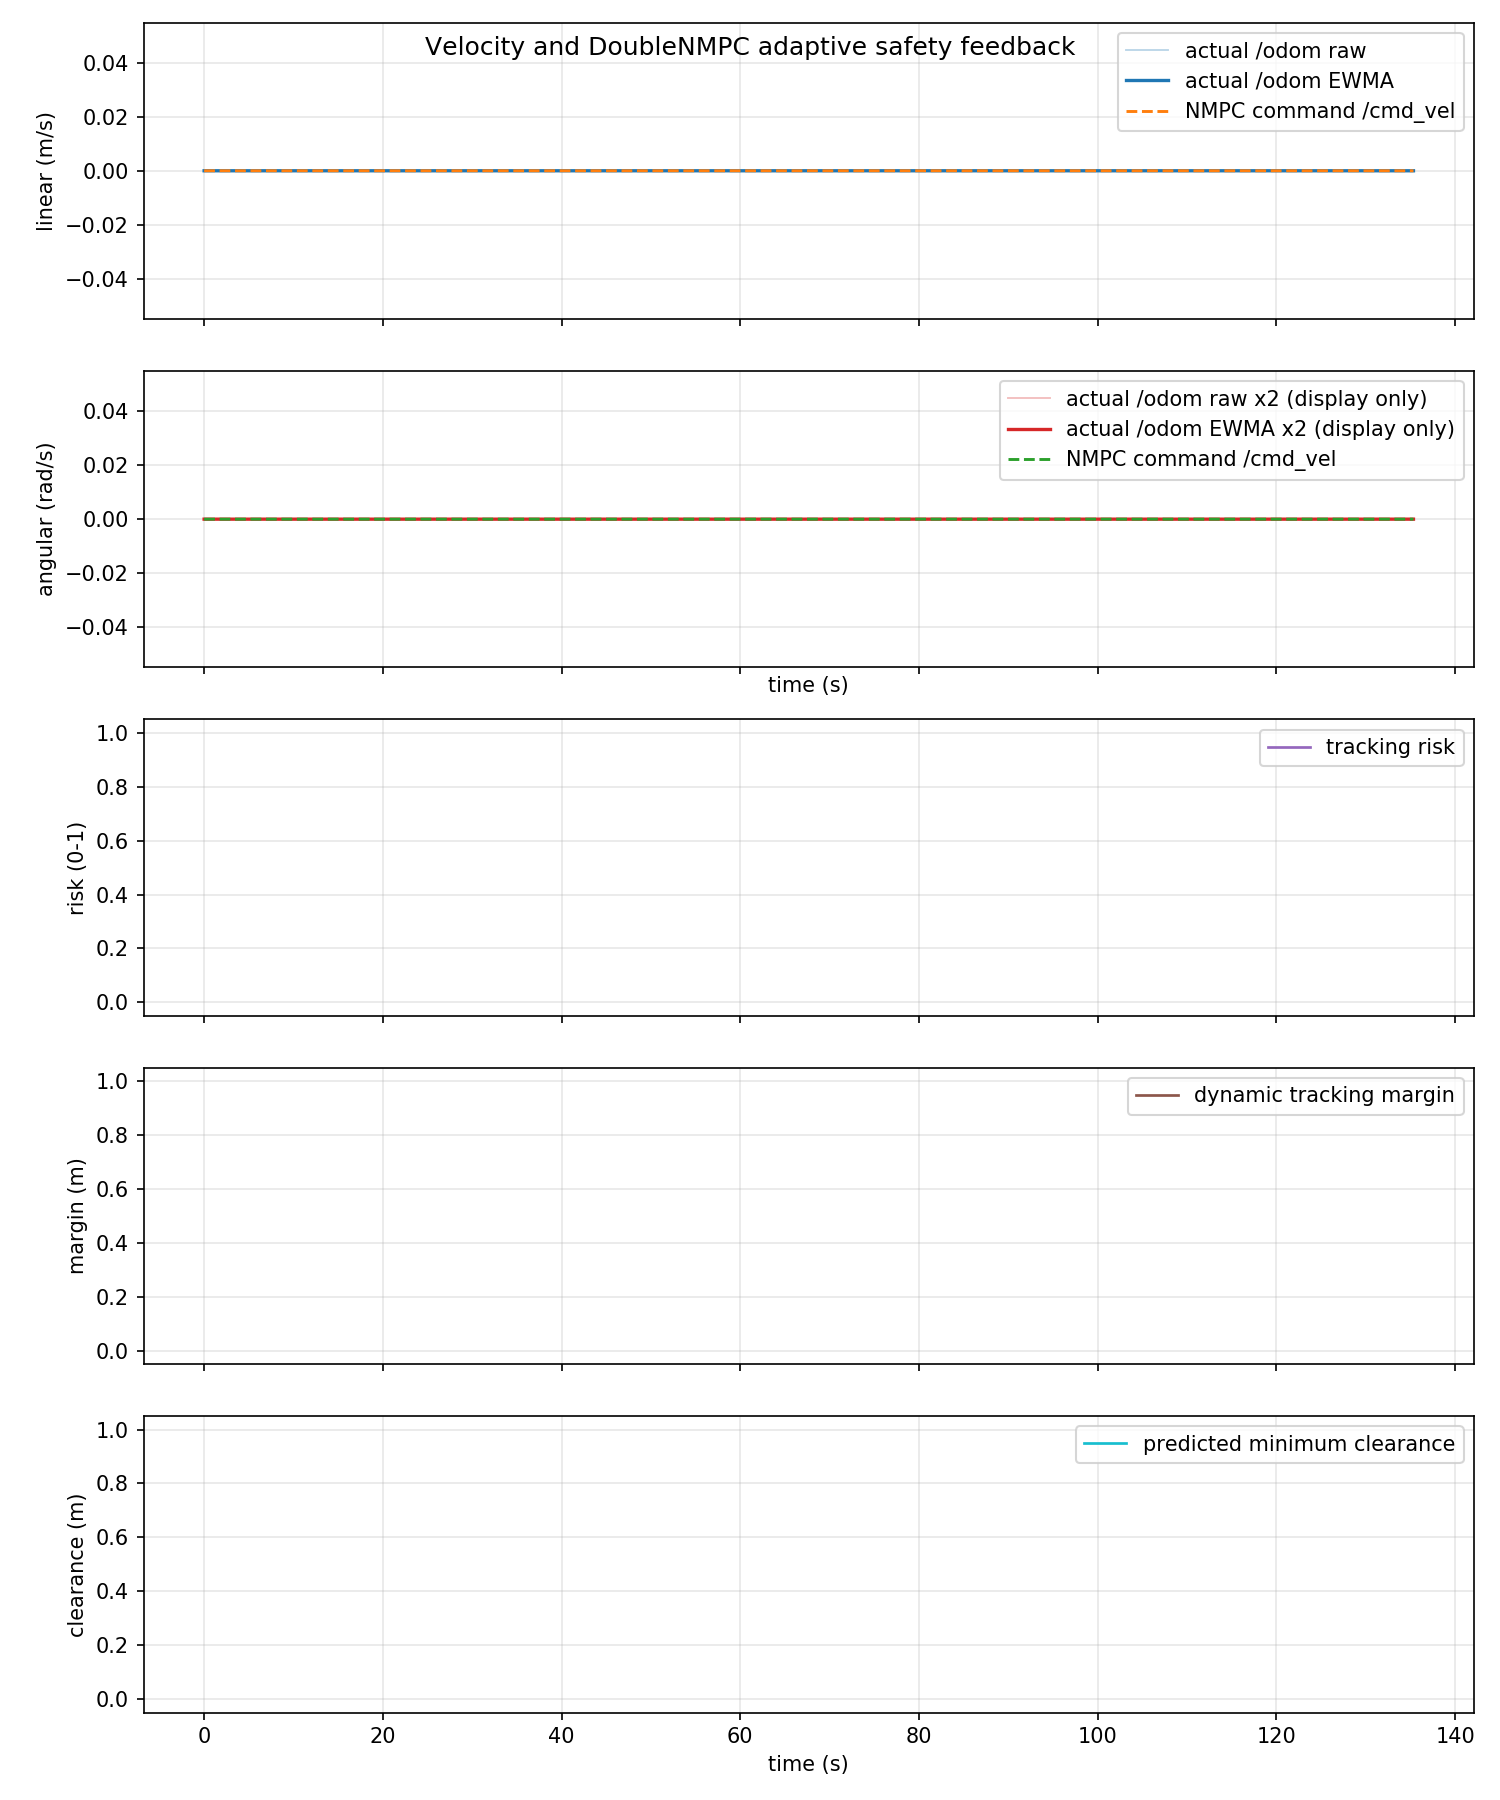 Velocity and DoubleNMPC adaptive safety feedback
actual /odom raw
actual /odom EWMA
NMPC command /cmd_vel
linear (m/s)
0.04
0.02
0.00
−0.02
−0.04
actual /odom raw x2 (display only)
actual /odom EWMA x2 (display only)
NMPC command /cmd_vel
angular (rad/s)
0.04
0.02
0.00
−0.02
−0.04
time (s)
tracking risk
risk (0-1)
1.0
0.8
0.6
0.4
0.2
0.0
dynamic tracking margin
margin (m)
1.0
0.8
0.6
0.4
0.2
0.0
predicted minimum clearance
clearance (m)
1.0
0.8
0.6
0.4
0.2
0.0
0 20 40 60 80 100 120 140
time (s)